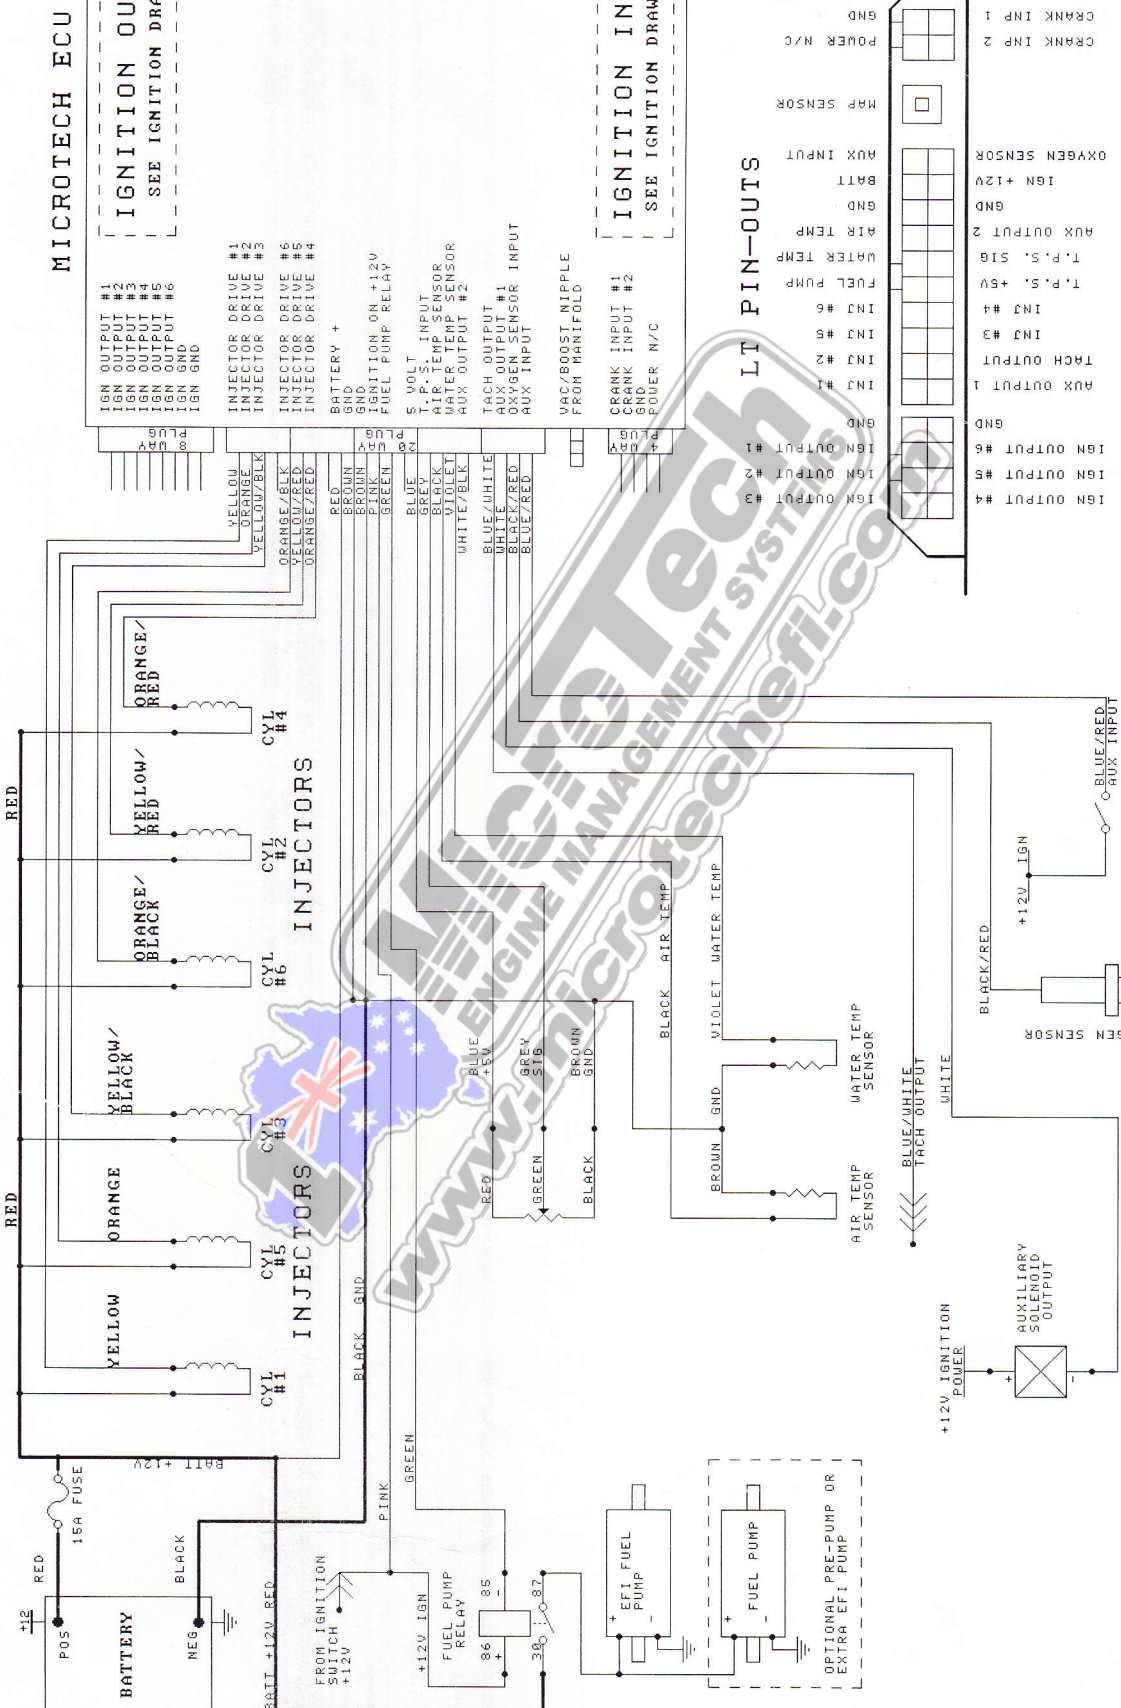 MICROTECH ECU
IGNITION OU
SEE IGNITION DRA
IGNITION IN
SEE IGNITION DRAW
IGN OUTPUT #1
IGN OUTPUT #2
IGN OUTPUT #3
IGN OUTPUT #4
IGN OUTPUT #5
IGN OUTPUT #6
IGN GND
IGN GND
INJECTOR DRIVE #1
INJECTOR DRIVE #2
INJECTOR DRIVE #3
INJECTOR DRIVE #6
INJECTOR DRIVE #5
INJECTOR DRIVE #4
BATTERY +
GND
GND
IGNITION ON +12V
FUEL PUMP RELAY
5 VOLT
T.P.S. INPUT
AIR TEMP SENSOR
WATER TEMP SENSOR
AUX OUTPUT #2
TACH OUTPUT
AUX OUTPUT #1
OXYGEN SENSOR INPUT
AUX INPUT
VAC/BOOST NIPPLE
FROM MANIFOLD
CRANK INPUT #1
CRANK INPUT #2
GND
POWER N/C
8 WAY
PLUG
20 WAY
PLUG
4 WAY
PLUG
YELLOW
ORANGE
YELLOW/BLK
ORANGE/BLK
YELLOW/RED
ORANGE/RED
RED
BROWN
BROWN
PINK
GREEN
BLUE
GREY
BLACK
VIOLET
WHITE/BLK
BLUE/WHITE
WHITE
BLACK/RED
BLUE/RED
LT PIN-OUTS
GND
POWER N/C
MAP SENSOR
AUX INPUT
BATT
GND
AIR TEMP
WATER TEMP
FUEL PUMP
INJ #6
INJ #5
INJ #2
INJ #1
GND
IGN OUTPUT #1
IGN OUTPUT #2
IGN OUTPUT #3
CRANK INP 1
CRANK INP 2
OXYGEN SENSOR
IGN +12V
GND
AUX OUTPUT 2
T.P.S. SIG
T.P.S. +5V
INJ #4
INJ #3
TACH OUTPUT
AUX OUTPUT 1
GND
IGN OUTPUT #6
IGN OUTPUT #5
IGN OUTPUT #4
RED
ORANGE/
RED
CYL
#4
YELLOW/
RED
CYL
#2
ORANGE/
BLACK
CYL
#6
INJECTORS
RED
YELLOW/
BLACK
CYL
#3
ORANGE
CYL
#5
YELLOW
CYL
#1
INJECTORS
BLACK GND
BATT +12V
15A FUSE
RED
BLACK
+12
POS
NEG
BATTERY
BATT +12V RED
PINK
GREEN
FROM IGNITION
SWITCH
+12V
+12V IGN
FUEL PUMP
RELAY
85
-
86
+
87
30
EFI FUEL
PUMP
+
-
FUEL PUMP
+
-
OPTIONAL PRE-PUMP OR
EXTRA EFI PUMP
BLUE
+5V
GREY
SIG
BROWN
GND
RED
GREEN
BLACK
BLACK AIR TEMP
VIOLET WATER TEMP
BROWN GND
WATER TEMP
SENSOR
AIR TEMP
SENSOR
BLUE/WHITE
TACH OUTPUT
WHITE
BLACK/RED
GEN SENSOR
+12V IGN
BLUE/RED
AUX INPUT
+12V IGNITION
POWER
+
-
AUXILIARY
SOLENOID
OUTPUT
MicroTech
ENGINE MANAGEMENT SYSTEMS
www.microtechefi.com